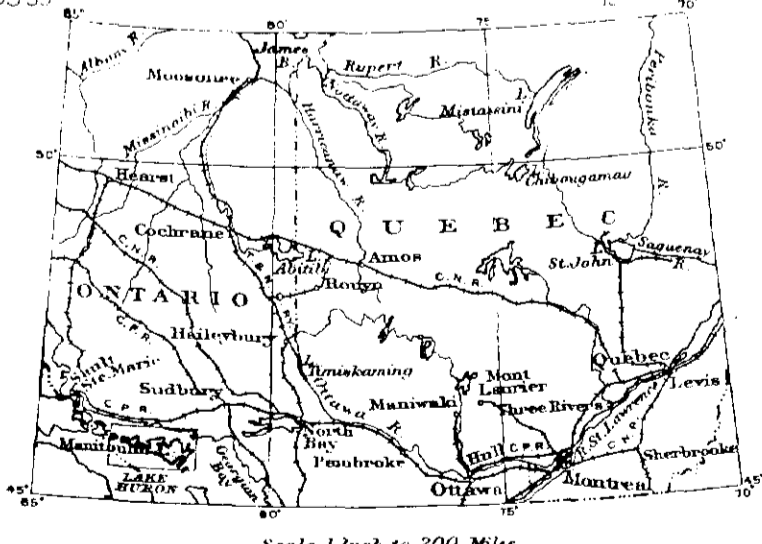 85°
80°
75
70°
James
B.
Albany R.
Moosonee
Rupert R.
Nottaway R.
Mistassini
L.
Peribonka
R.
Missinaibi R.
Harricanaw R.
50°
50°
Hearst
Chibougamau
QUEBEC
Cochrane
C.N.R.
L.
Abitibi
Amos
C.N.R.
L.
St.John
Saguenay
R.
T.& N.O.RY.
Rouyn
ONTARIO
C.P.R.
Haileybury
Quebec
Levis
L.
Timiskaming
Mont
Laurier
Sault
Ste. Marie
Sudbury
Maniwaki
Three Rivers
C.P.R.
Ottawa R.
R. St. Lawrence
C.N.R.
North
Bay
Hull
C.P.R.
Sherbrooke
Manitoulin I.
Georgian
Bay
Pembroke
LAKE
HURON
Ottawa
Montreal
45°
45°
85°
80°
75°
70°
Scale 1 Inch to 200 Miles